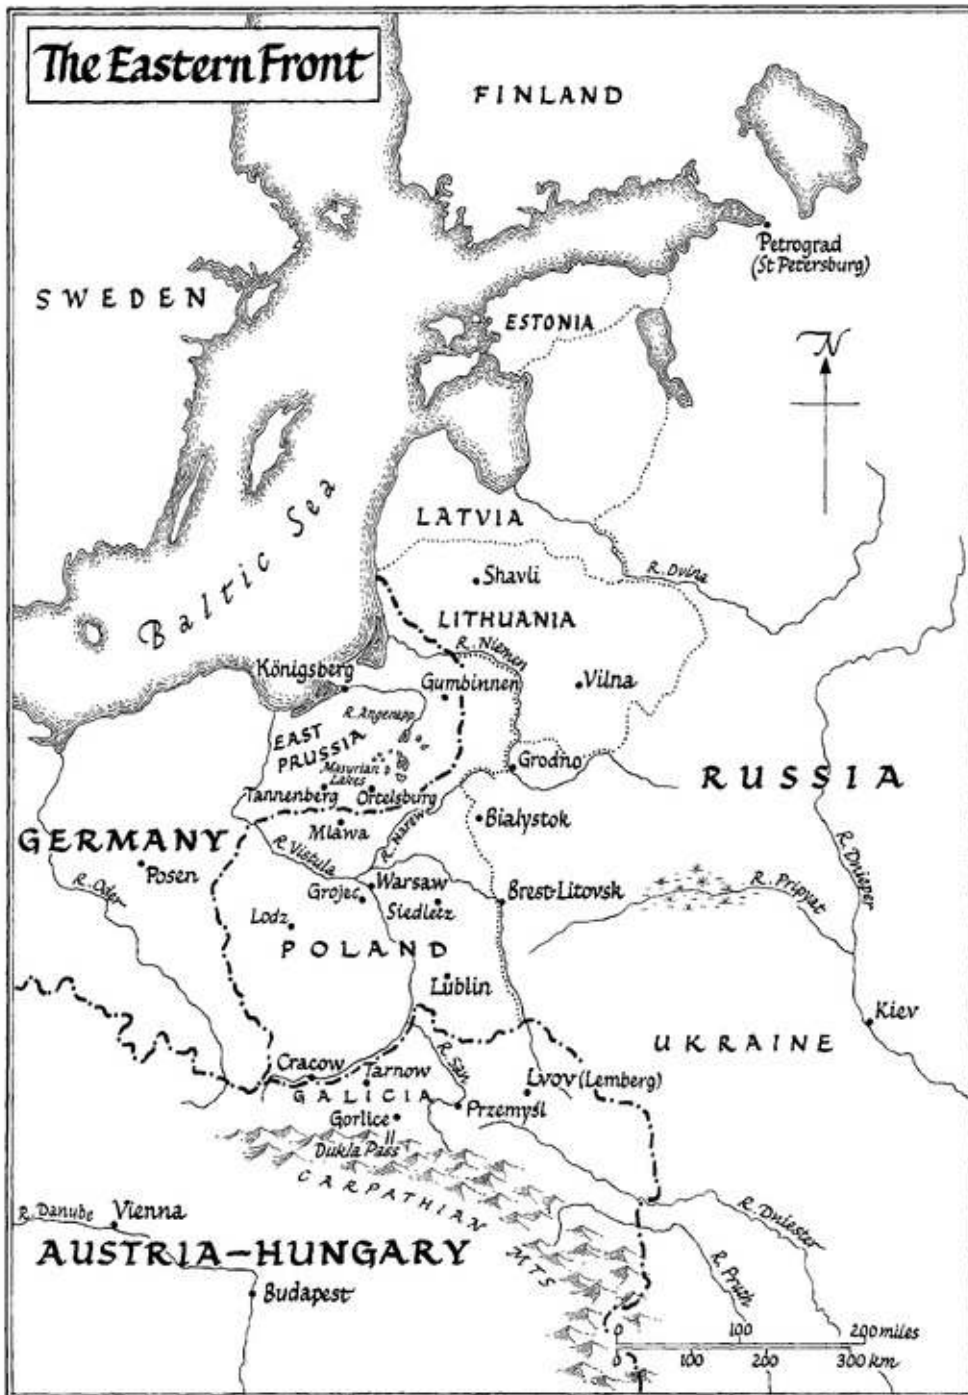 The Eastern Front
FINLAND
Petrograd
(St Petersburg)
SWEDEN
ESTONIA
N
Baltic Sea
LATVIA
R. Dvina
Shavli
LITHUANIA
R. Niemen
Königsberg
Gumbinnen
Vilna
R. Angerapp
EAST
PRUSSIA
Masurian
Lakes
Grodno
RUSSIA
Tannenberg
Ortelsburg
Mlawa
R. Narew
Bialystok
GERMANY
Posen
R. Vistula
R. Dnieper
R. Oder
Warsaw
Grojec
Siedletz
Brest-Litovsk
R. Pripyat
Lodz
POLAND
Lublin
Kiev
UKRAINE
Cracow
Tarnow
R. San
Lvov (Lemberg)
GALICIA
Przemyśl
Gorlice
Dukla Pass
CARPATHIAN
MTS
R. Danube
Vienna
R. Dniester
AUSTRIA-HUNGARY
R. Pruth
Budapest
0 100 200 miles
0 100 200 300 km